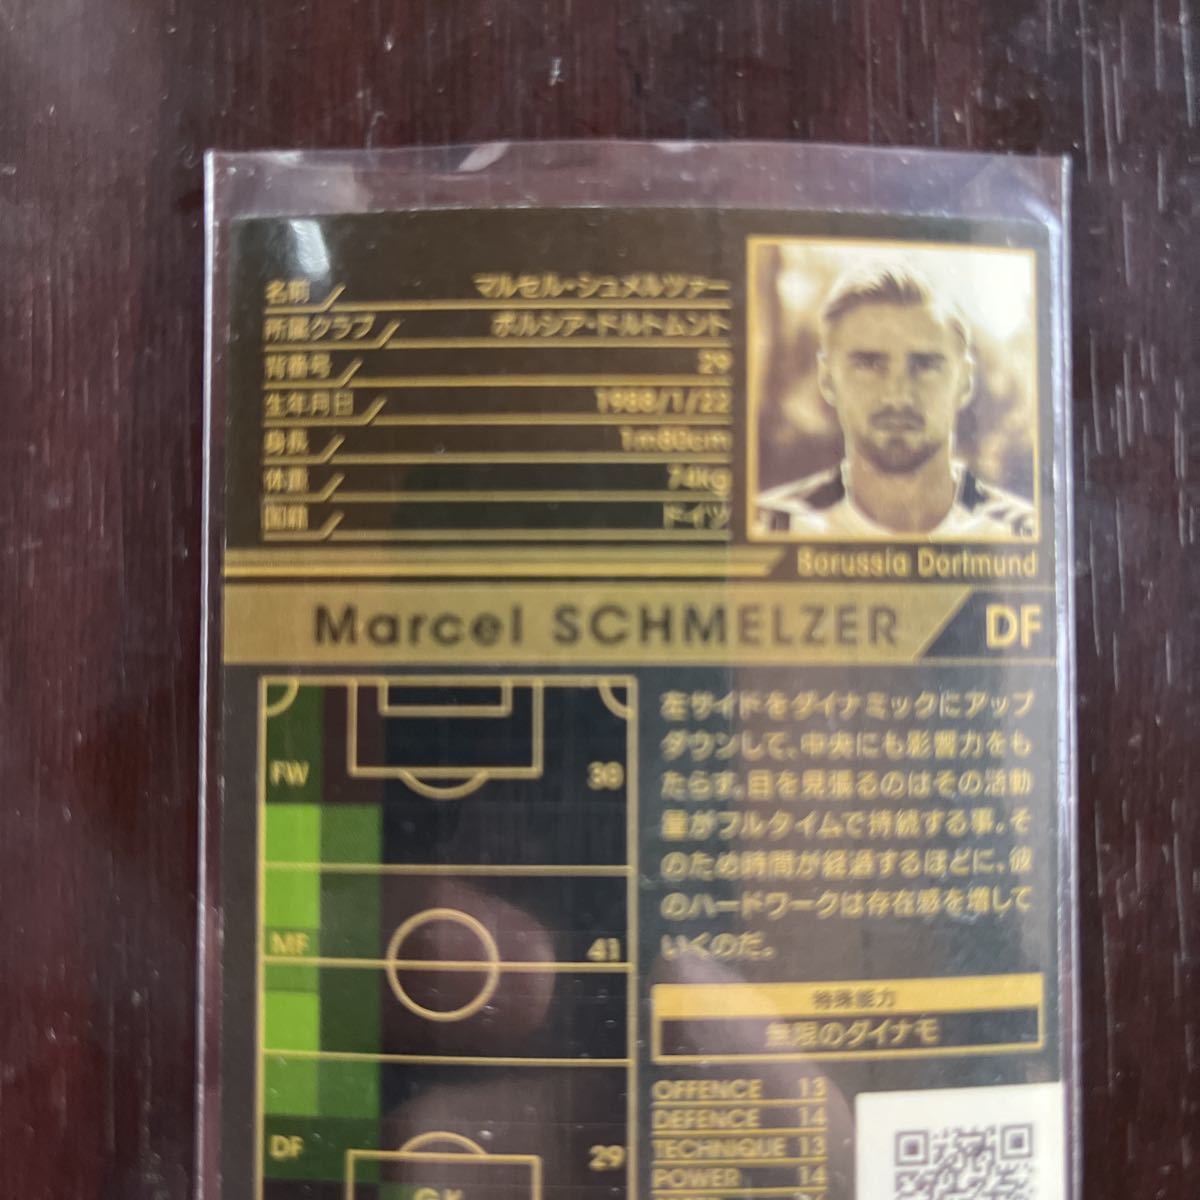 名前 マルセル・シュメルツァー
所属クラブ ボルシア・ドルトムント
背番号 29
生年月日 1988/1/22
身長 1m80cm
体重 74kg
国籍 ドイツ
Borussia Dortmund
Marcel SCHMELZER DF
FW 30
MF 41
DF 29
GK
左サイドをダイナミックにアップ
ダウンして、中央にも影響力をも
たらす。目を見張るのはその活動
量がフルタイムで持続する事。そ
のため時間が経過するほどに、彼
のハードワークは存在感を増して
いくのだ。
特殊能力
無限のダイナモ
OFFENCE 13
DEFENCE 14
TECHNIQUE 13
POWER 14